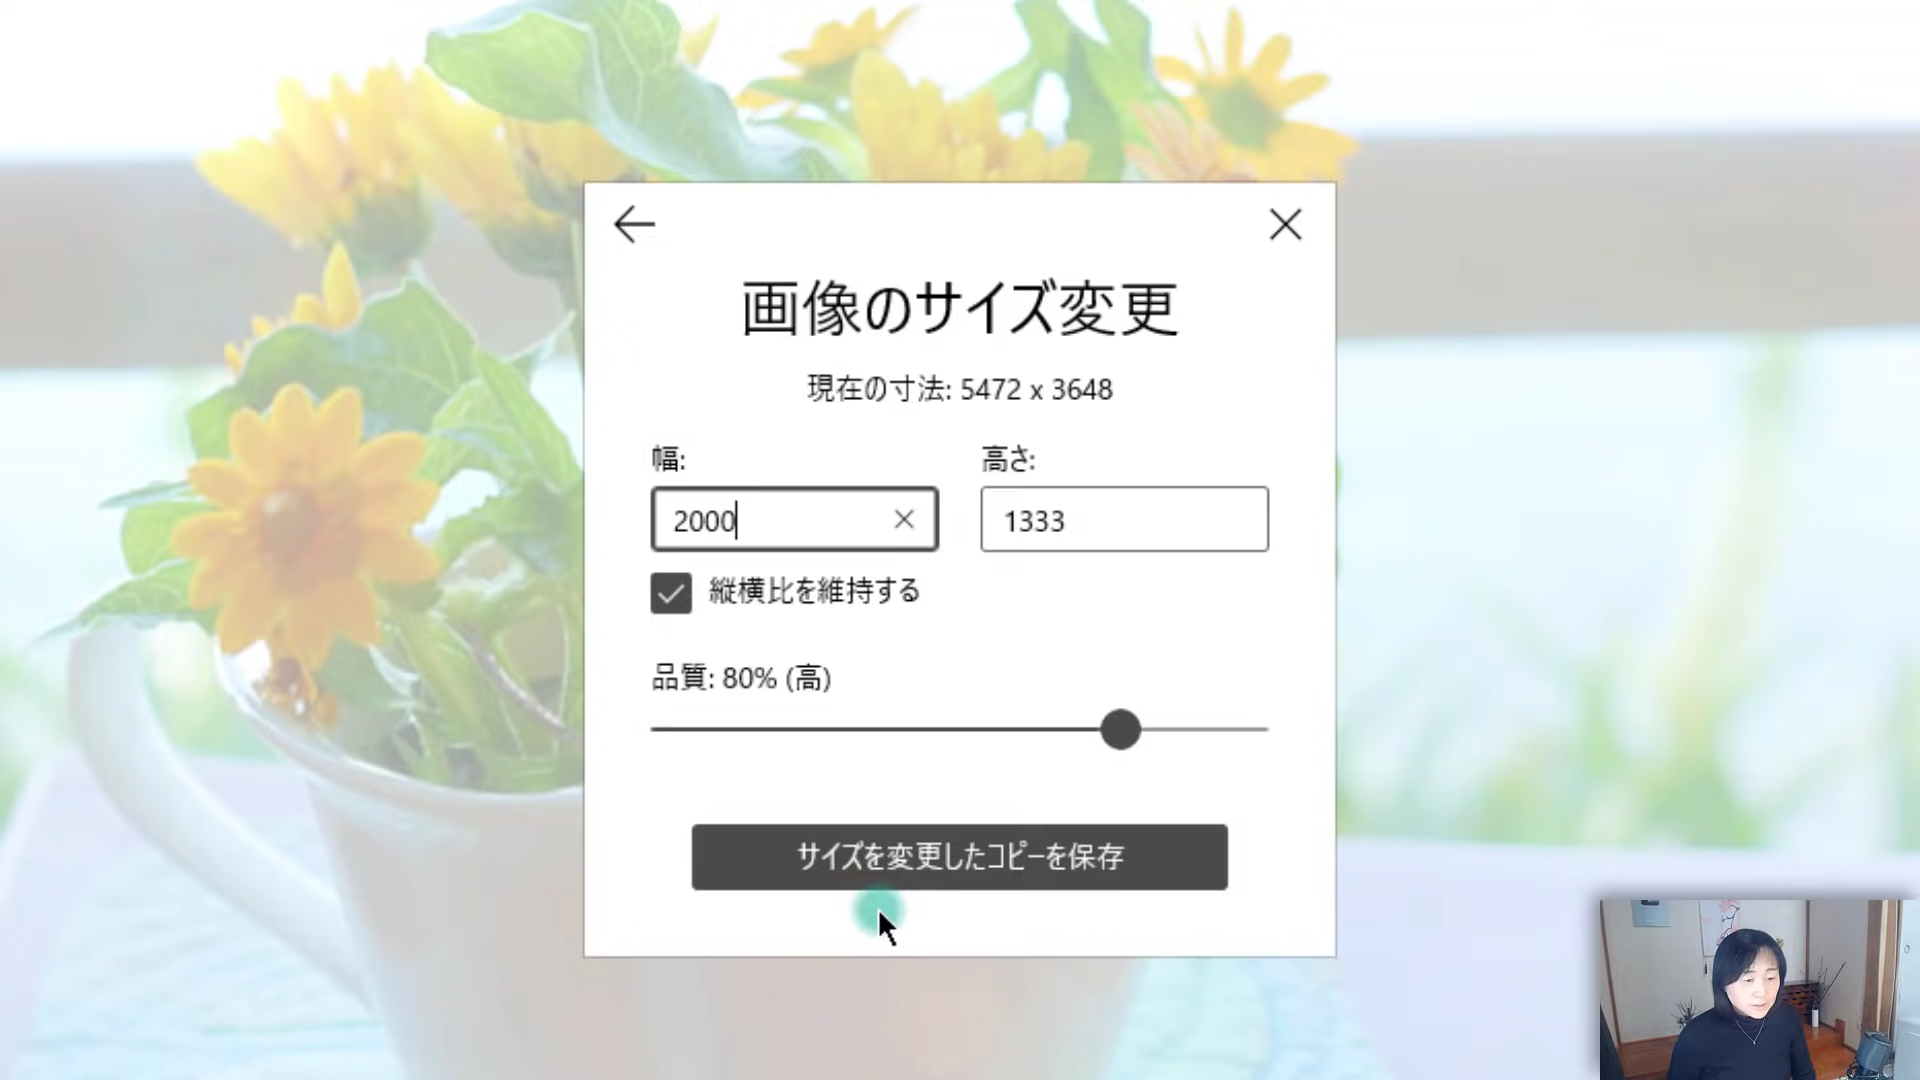 画像のサイズ変更
現在の寸法: 5472 x 3648
幅:
高さ:
2000
1333
縦横比を維持する
品質: 80% (高)
サイズを変更したコピーを保存